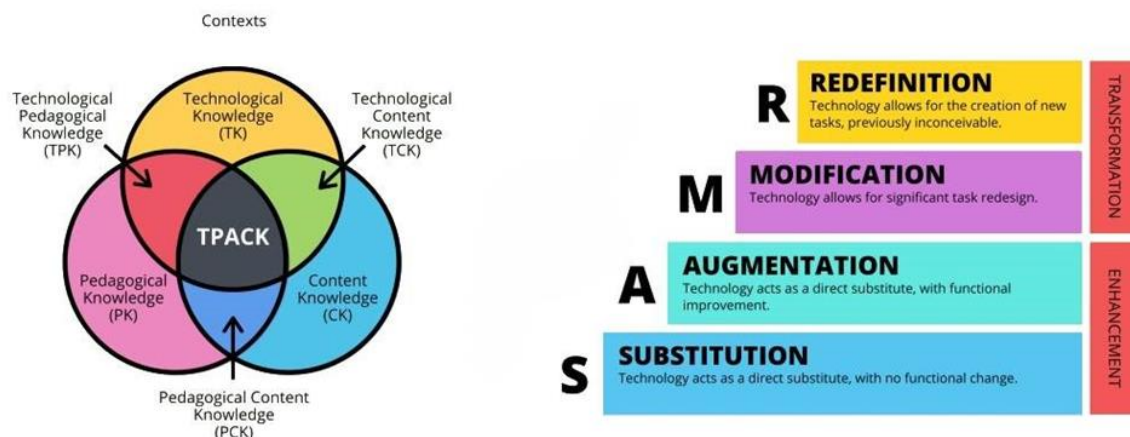 Contexts
Technological
Pedagogical
Knowledge
(TPK)
Technological
Knowledge
(TK)
Technological
Content
Knowledge
(TCK)
TPACK
Pedagogical
Knowledge
(PK)
Content
Knowledge
(CK)
Pedagogical Content
Knowledge
(PCK)
R
REDEFINITION
Technology allows for the creation of new
tasks, previously inconceivable.
M
MODIFICATION
Technology allows for significant task redesign.
TRANSFORMATION
A
AUGMENTATION
Technology acts as a direct substitute, with functional
improvement.
S
SUBSTITUTION
Technology acts as a direct substitute, with no functional change.
ENHANCEMENT